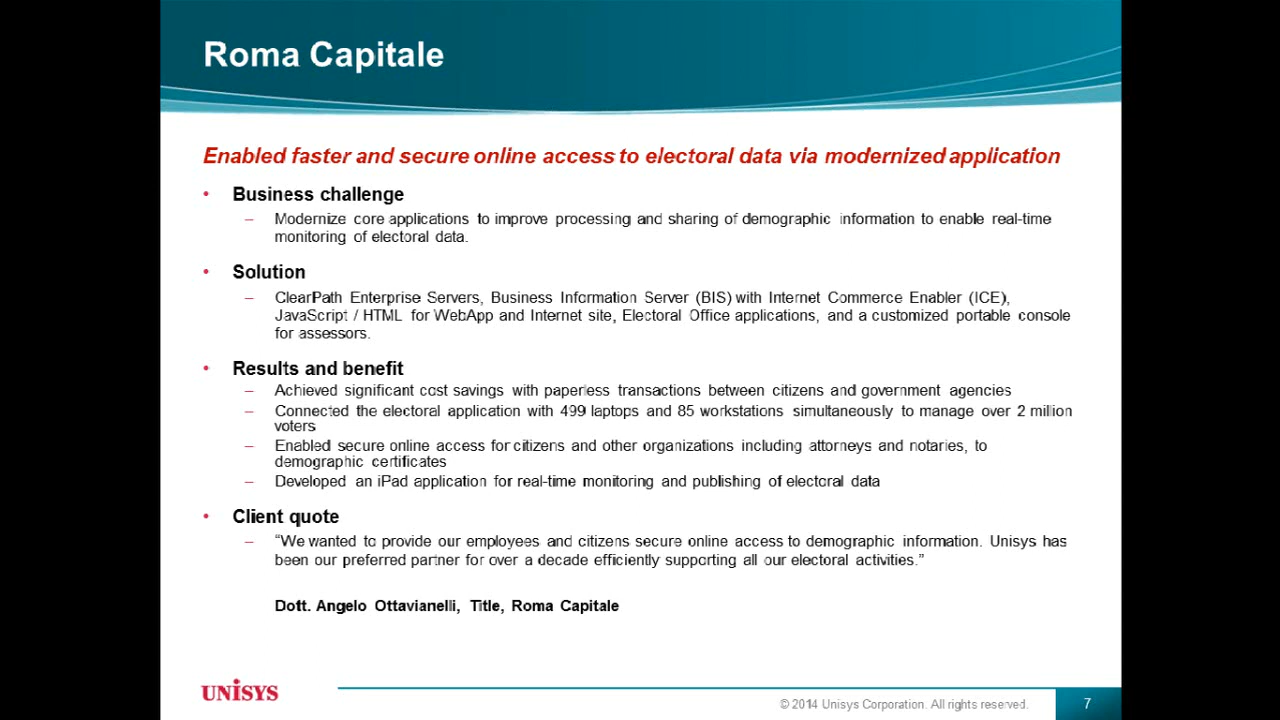 Roma Capitale
Enabled faster and secure online access to electoral data via modernized application
• Business challenge
– Modernize core applications to improve processing and sharing of demographic information to enable real-time
monitoring of electoral data.
• Solution
– ClearPath Enterprise Servers, Business Information Server (BIS) with Internet Commerce Enabler (ICE),
JavaScript / HTML for WebApp and Internet site, Electoral Office applications, and a customized portable console
for assessors.
• Results and benefit
– Achieved significant cost savings with paperless transactions between citizens and government agencies
– Connected the electoral application with 499 laptops and 85 workstations simultaneously to manage over 2 million
voters
– Enabled secure online access for citizens and other organizations including attorneys and notaries, to
demographic certificates
– Developed an iPad application for real-time monitoring and publishing of electoral data
• Client quote
– “We wanted to provide our employees and citizens secure online access to demographic information. Unisys has
been our preferred partner for over a decade efficiently supporting all our electoral activities.”
Dott. Angelo Ottavianelli, Title, Roma Capitale
UNISYS
© 2014 Unisys Corporation. All rights reserved.
7